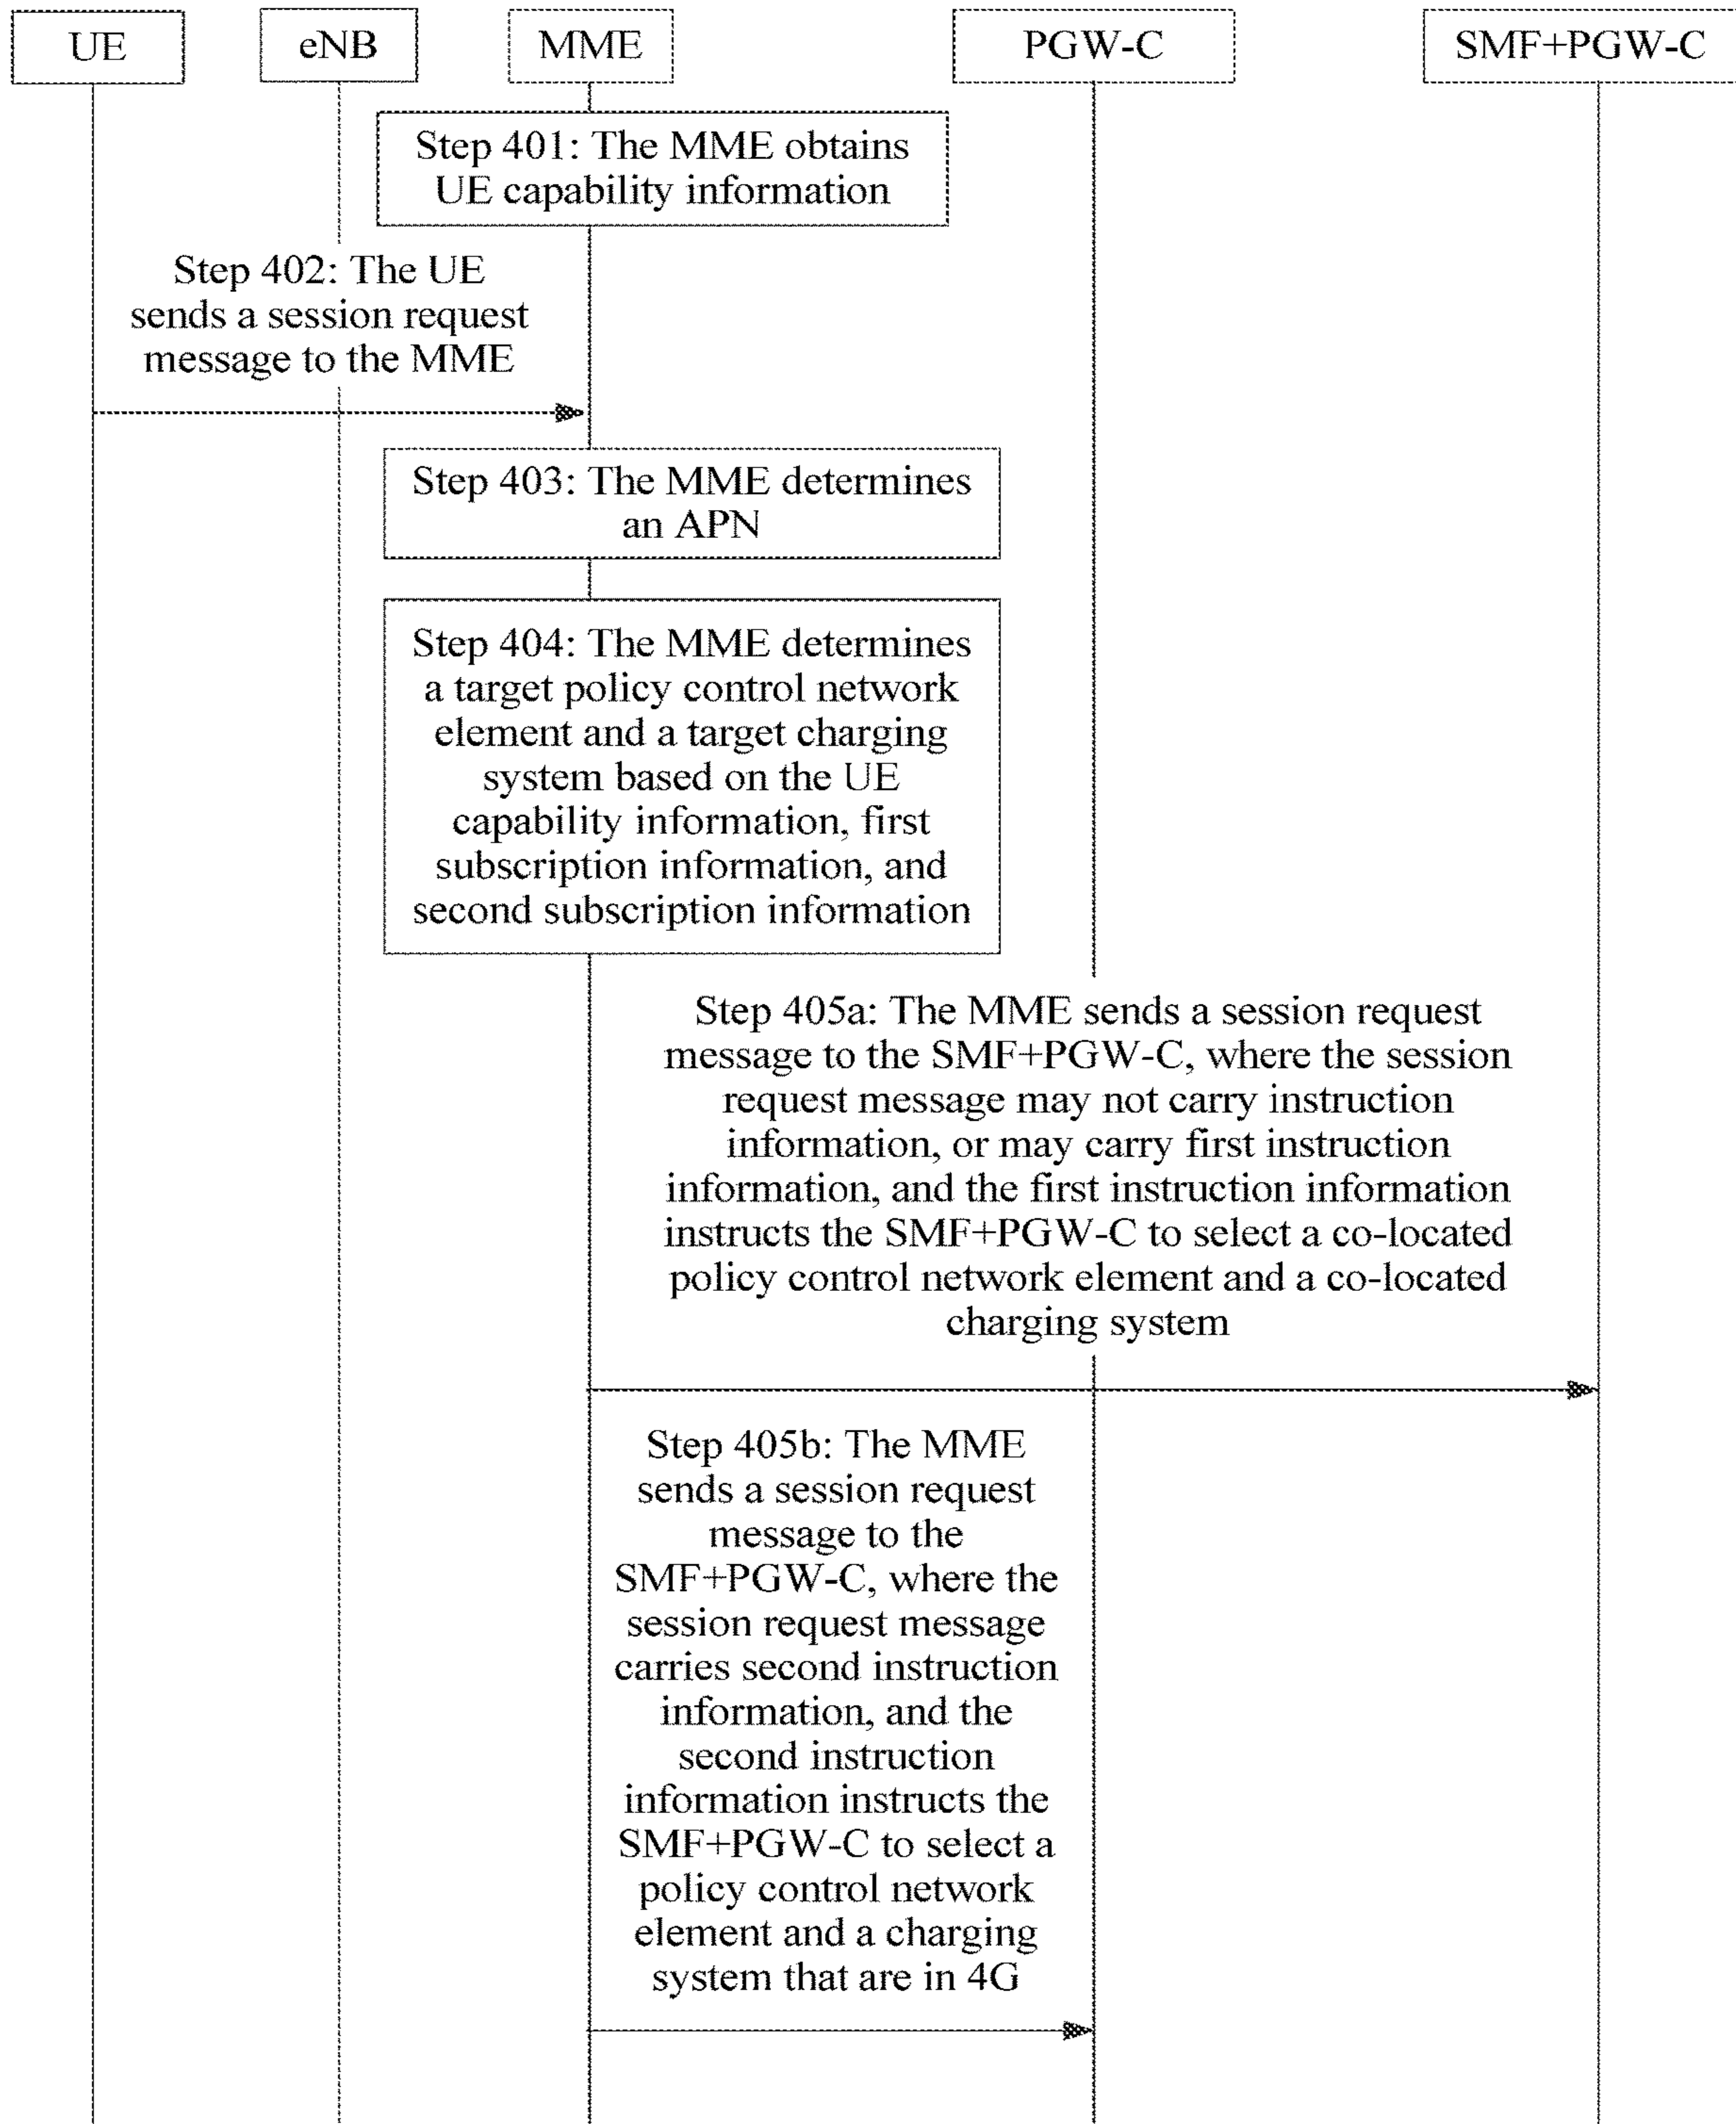 UE
eNB
MME
PGW-C
SMF+PGW-C
Step 401: The MME obtains
UE capability information
Step 402: The UE
sends a session request
message to the MME
Step 403: The MME determines
an APN
Step 404: The MME determines
a target policy control network
element and a target charging
system based on the UE
capability information, first
subscription information, and
second subscription information
Step 405a: The MME sends a session request
message to the SMF+PGW-C, where the session
request message may not carry instruction
information, or may carry first instruction
information, and the first instruction information
instructs the SMF+PGW-C to select a co-located
policy control network element and a co-located
charging system
Step 405b: The MME
sends a session request
message to the
SMF+PGW-C, where the
session request message
carries second instruction
information, and the
second instruction
information instructs the
SMF+PGW-C to select a
policy control network
element and a charging
system that are in 4G